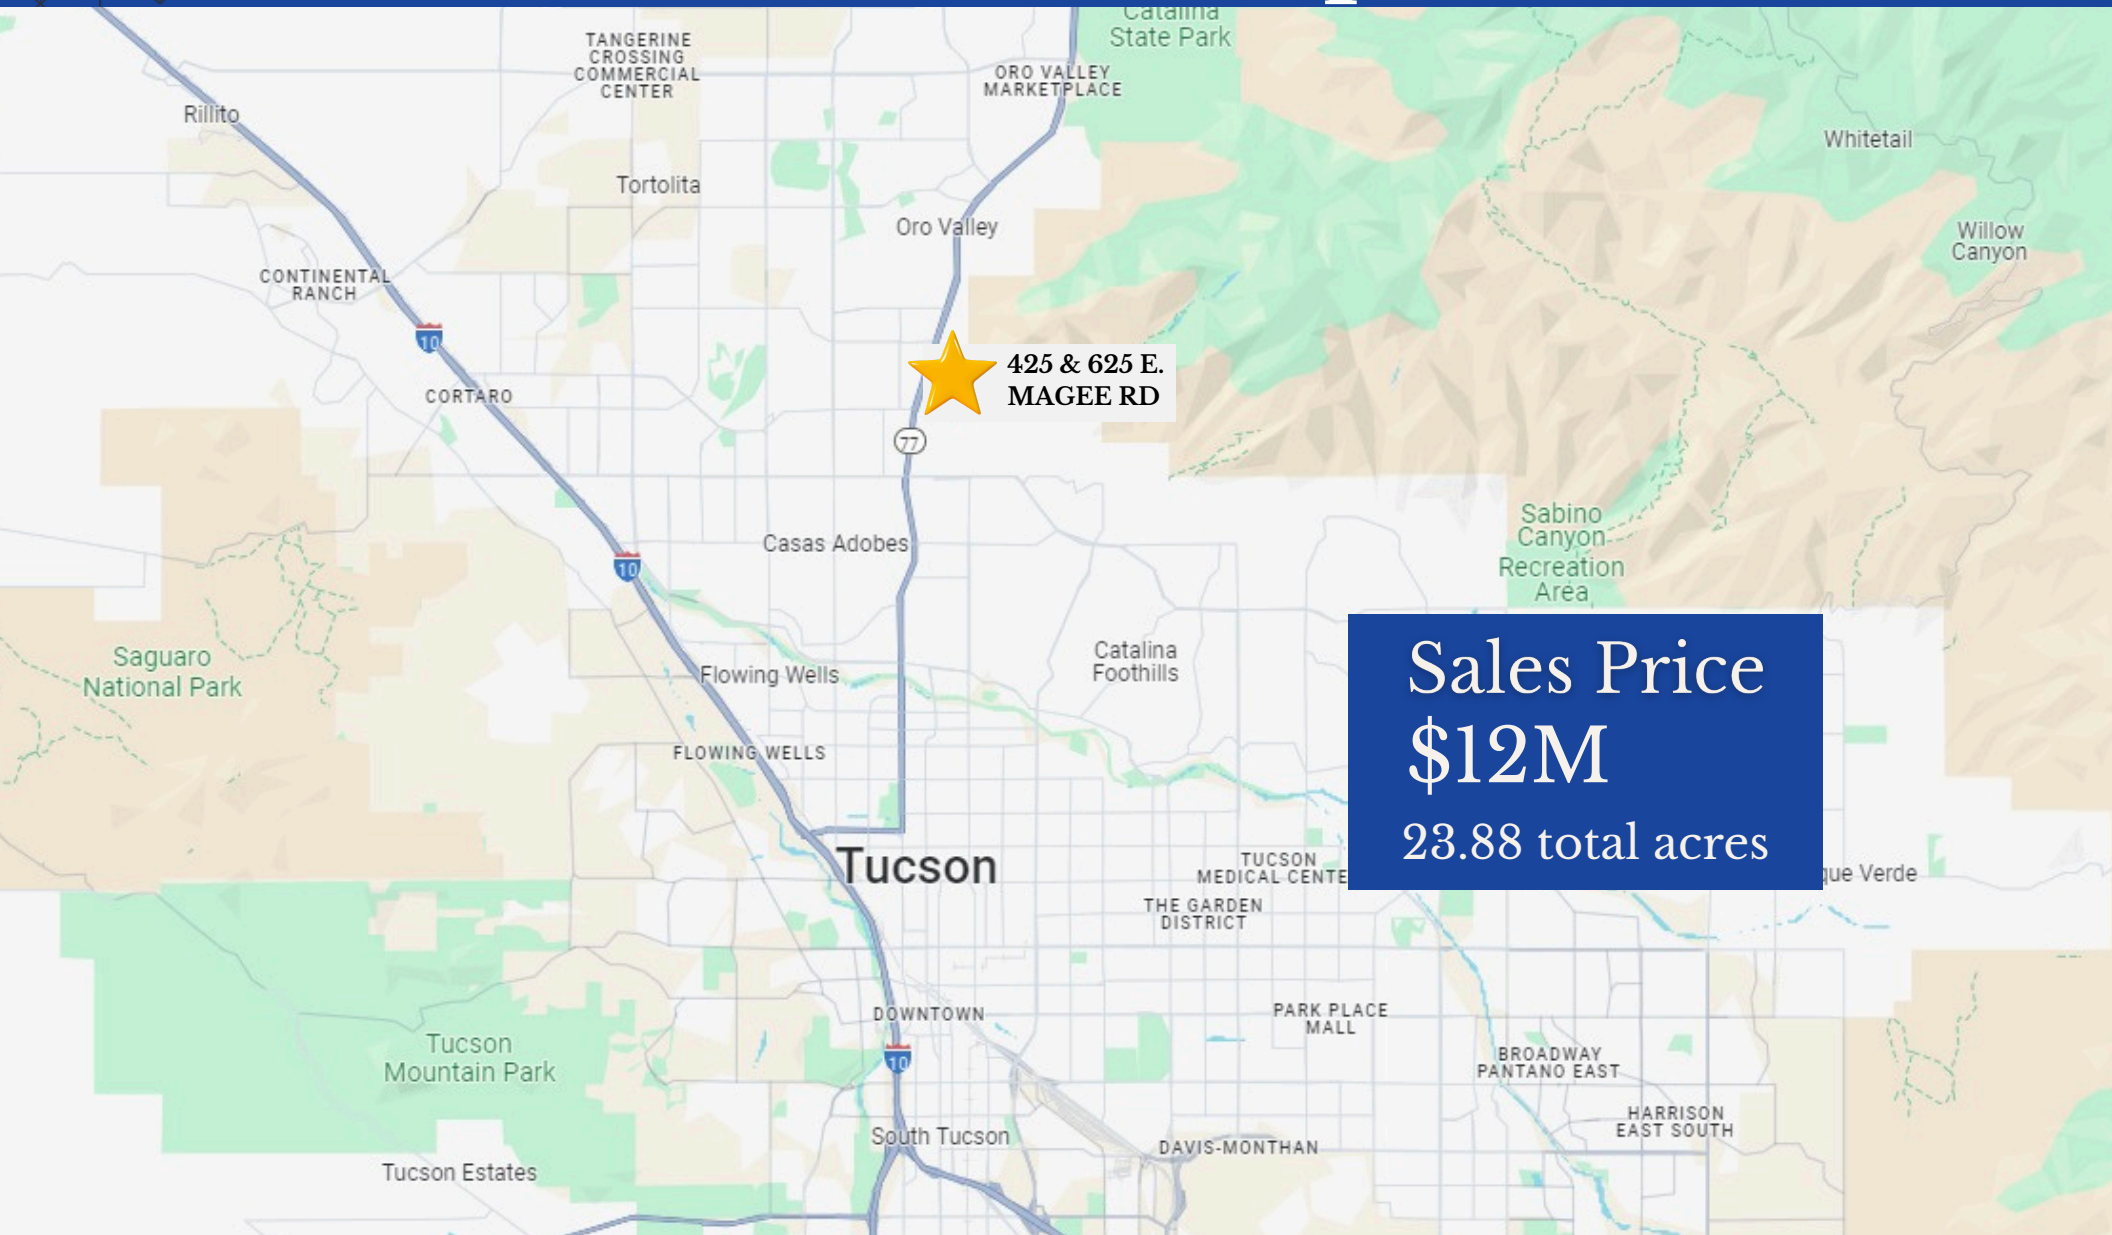 Catalina
State Park
TANGERINE
CROSSING
COMMERCIAL
CENTER
ORO VALLEY
MARKETPLACE
Rillito
Whitetail
Tortolita
Oro Valley
Willow
Canyon
CONTINENTAL
RANCH
10
425 & 625 E.
MAGEE RD
CORTARO
77
Sabino
Canyon
Recreation
Area
Casas Adobes
10
Saguaro
National Park
Catalina
Foothills
Flowing Wells
Sales Price
$12M
23.88 total acres
FLOWING WELLS
Tucson
TUCSON
MEDICAL CENTE
que Verde
THE GARDEN
DISTRICT
DOWNTOWN
PARK PLACE
MALL
Tucson
Mountain Park
10
BROADWAY
PANTANO EAST
HARRISON
EAST SOUTH
South Tucson
DAVIS-MONTHAN
Tucson Estates